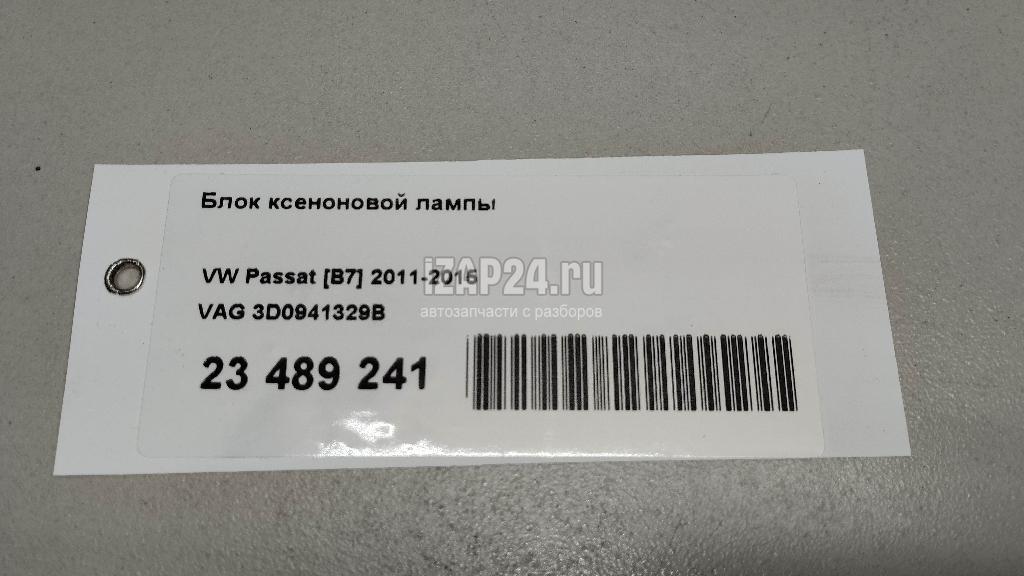 Блок ксеноновой лампы
VW Passat [B7] 2011-2015
iZAP24.ru
VAG 3D0941329B
автозапчасти с разборов
23 489 241